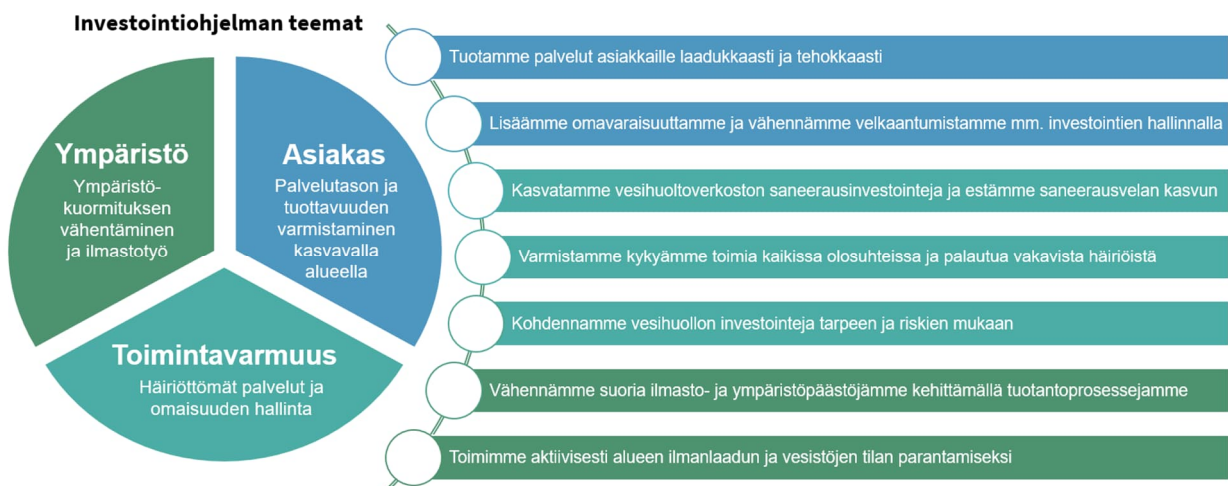 Investointiohjelman teemat
Ympäristö
Ympäristö-
kuormituksen
vähentäminen
ja ilmastotyö
Asiakas
Palvelutason ja
tuottavuuden
varmistaminen
kasvavalla
alueella
Toimintavarmuus
Häiriöttömät palvelut ja
omaisuuden hallinta
Tuotamme palvelut asiakkaille laadukkaasti ja tehokkaasti
Lisäämme omavaraisuuttamme ja vähennämme velkaantumistamme mm. investointien hallinnalla
Kasvatamme vesihuoltoverkoston saneerausinvestointeja ja estämme saneerausvelan kasvun
Varmistamme kykyämme toimia kaikissa olosuhteissa ja palautua vakavista häiriöistä
Kohdennamme vesihuollon investointeja tarpeen ja riskien mukaan
Vähennämme suoria ilmasto- ja ympäristöpäästöjämme kehittämällä tuotantoprosessejamme
Toimimme aktiivisesti alueen ilmanlaadun ja vesistöjen tilan parantamiseksi